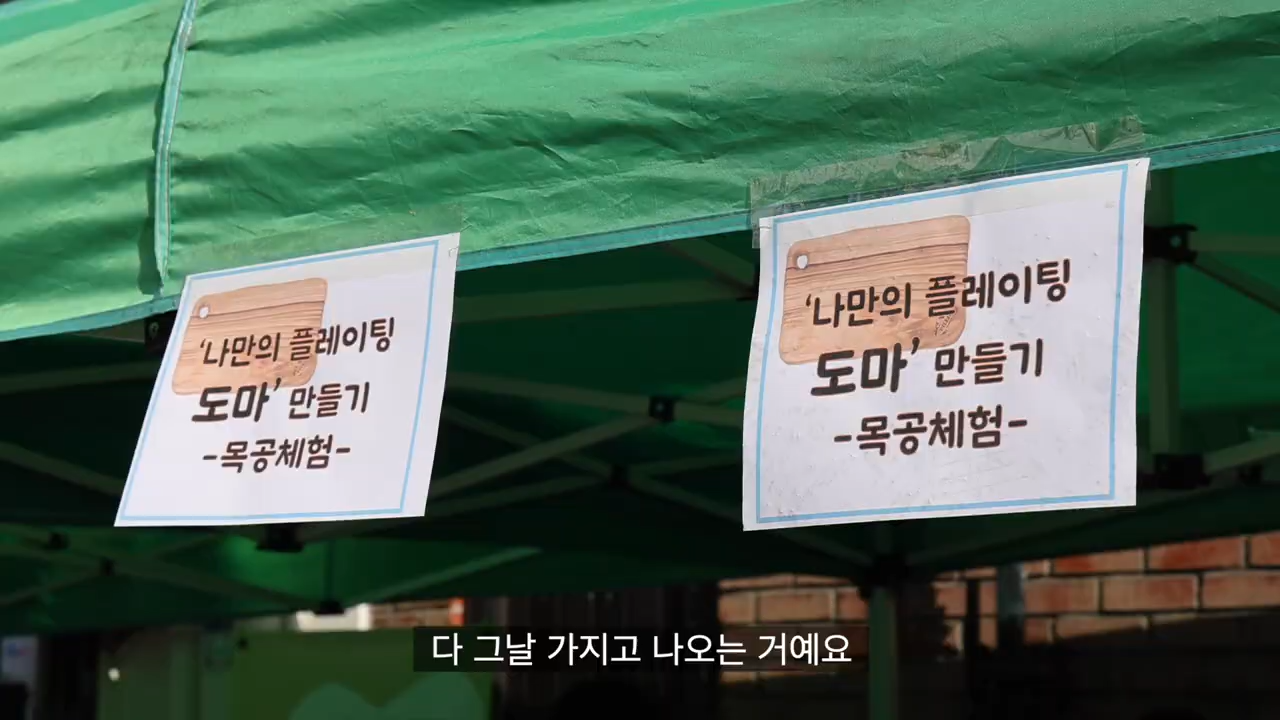 ‘나만의 플레이팅
도마’ 만들기
-목공체험-
‘나만의 플레이팅
도마’ 만들기
-목공체험-
다 그날 가지고 나오는 거예요